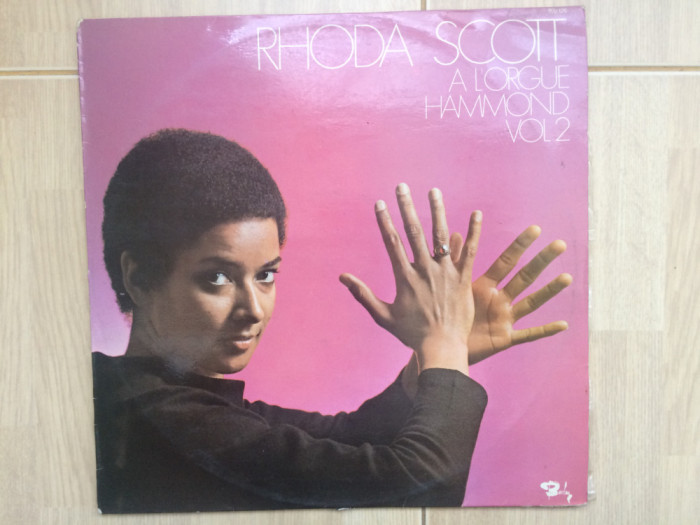 RHODA SCOTT
A L'ORGUE
HAMMOND
VOL 2